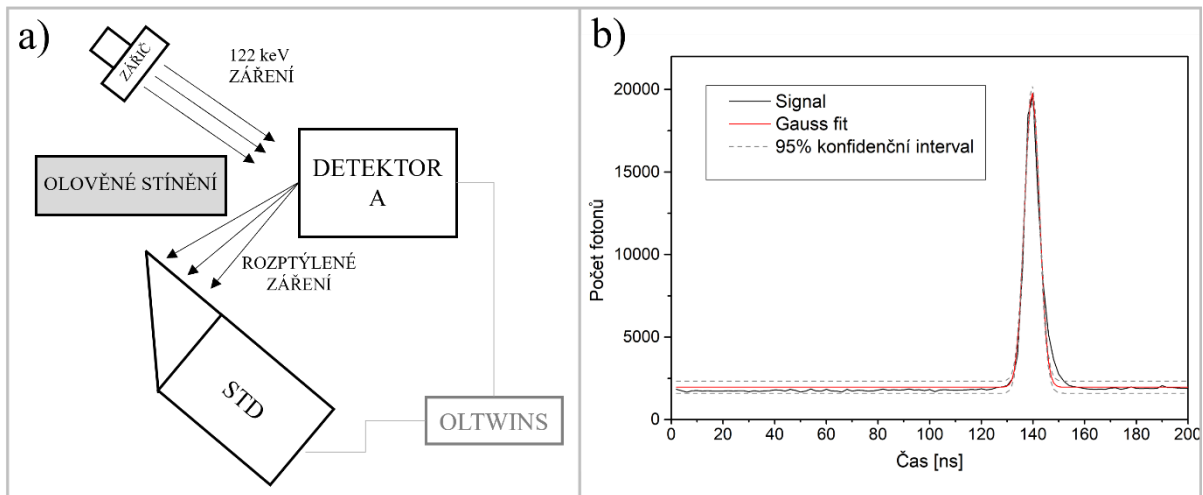 a)
ZÁŘIČ
122 keV
ZÁŘENÍ
OLOVĚNÉ STÍNĚNÍ
DETEKTOR
A
ROZPTÝLENÉ
ZÁŘENÍ
STD
OLTWINS
b)
Signal
Gauss fit
95% konfidenční interval
Počet fotonů
20000
15000
10000
5000
0
0 20 40 60 80 100 120 140 160 180 200
Čas [ns]